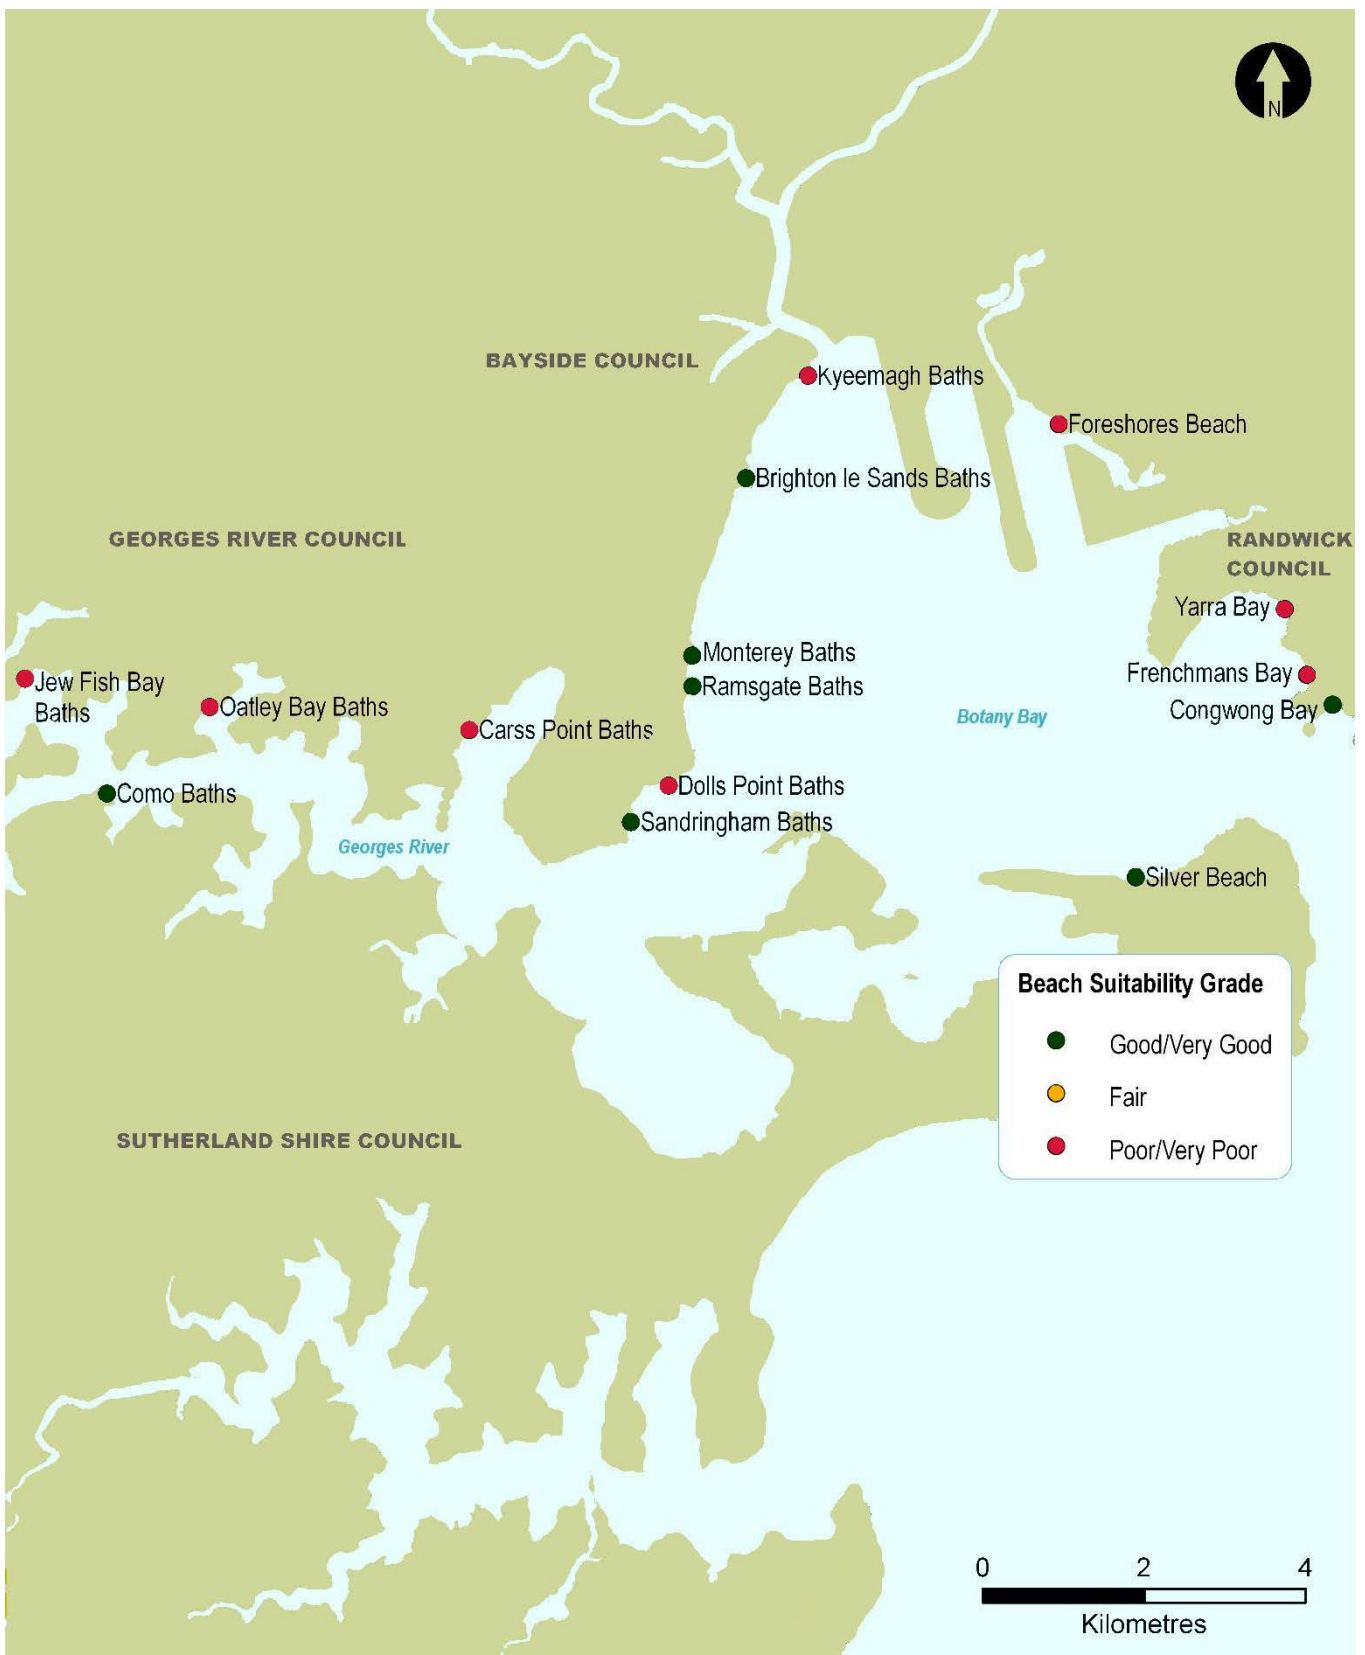 N
BAYSIDE COUNCIL
Kyeemagh Baths
Foreshores Beach
Brighton le Sands Baths
GEORGES RIVER COUNCIL
RANDWICK
COUNCIL
Yarra Bay
Monterey Baths
Frenchmans Bay
Jew Fish Bay
Baths
Ramsgate Baths
Oatley Bay Baths
Congwong Bay
Botany Bay
Carss Point Baths
Dolls Point Baths
Como Baths
Sandringham Baths
Georges River
Silver Beach
Beach Suitability Grade
Good/Very Good
Fair
Poor/Very Poor
SUTHERLAND SHIRE COUNCIL
0 2 4
Kilometres